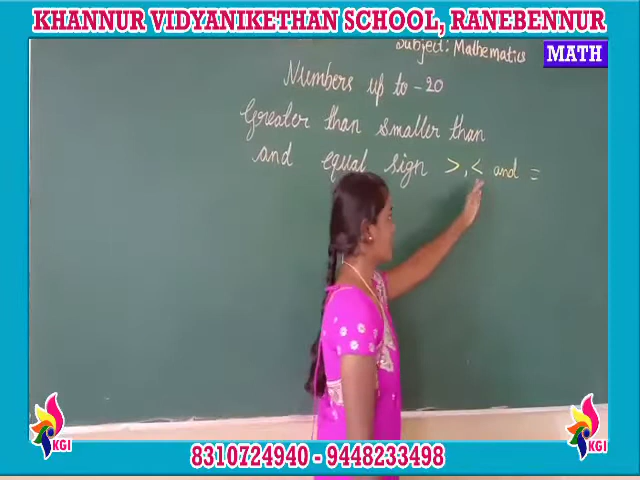 KHANNUR VIDYANIKETHAN SCHOOL, RANEBENNUR
Subject: Mathematics
MATH
Numbers up to - 20
Greater than smaller than
and equal sign >, < and =
KGI
KGI
8310724940 - 9448233498